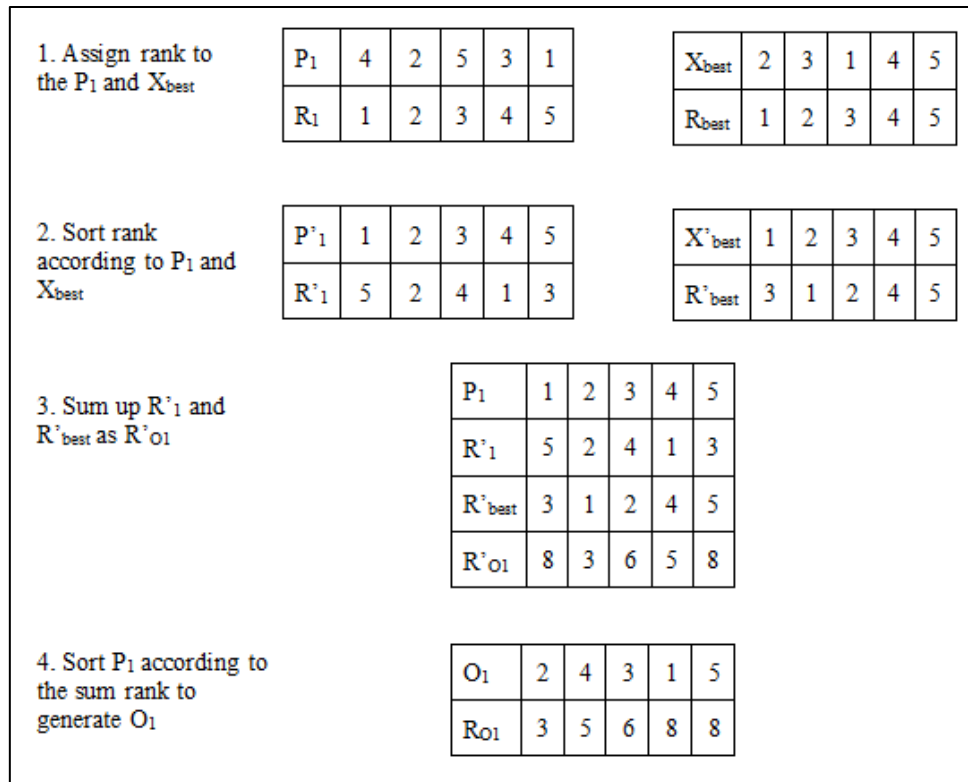 1. Assign rank to
the P1 and Xbest
P1 4 2 5 3 1
R1 1 2 3 4 5
Xbest 2 3 1 4 5
Rbest 1 2 3 4 5
2. Sort rank
according to P1 and
Xbest
P'1 1 2 3 4 5
R'1 5 2 4 1 3
X'best 1 2 3 4 5
R'best 3 1 2 4 5
3. Sum up R'1 and
R'best as R'O1
P1 1 2 3 4 5
R'1 5 2 4 1 3
R'best 3 1 2 4 5
R'O1 8 3 6 5 8
4. Sort P1 according to
the sum rank to
generate O1
O1 2 4 3 1 5
RO1 3 5 6 8 8